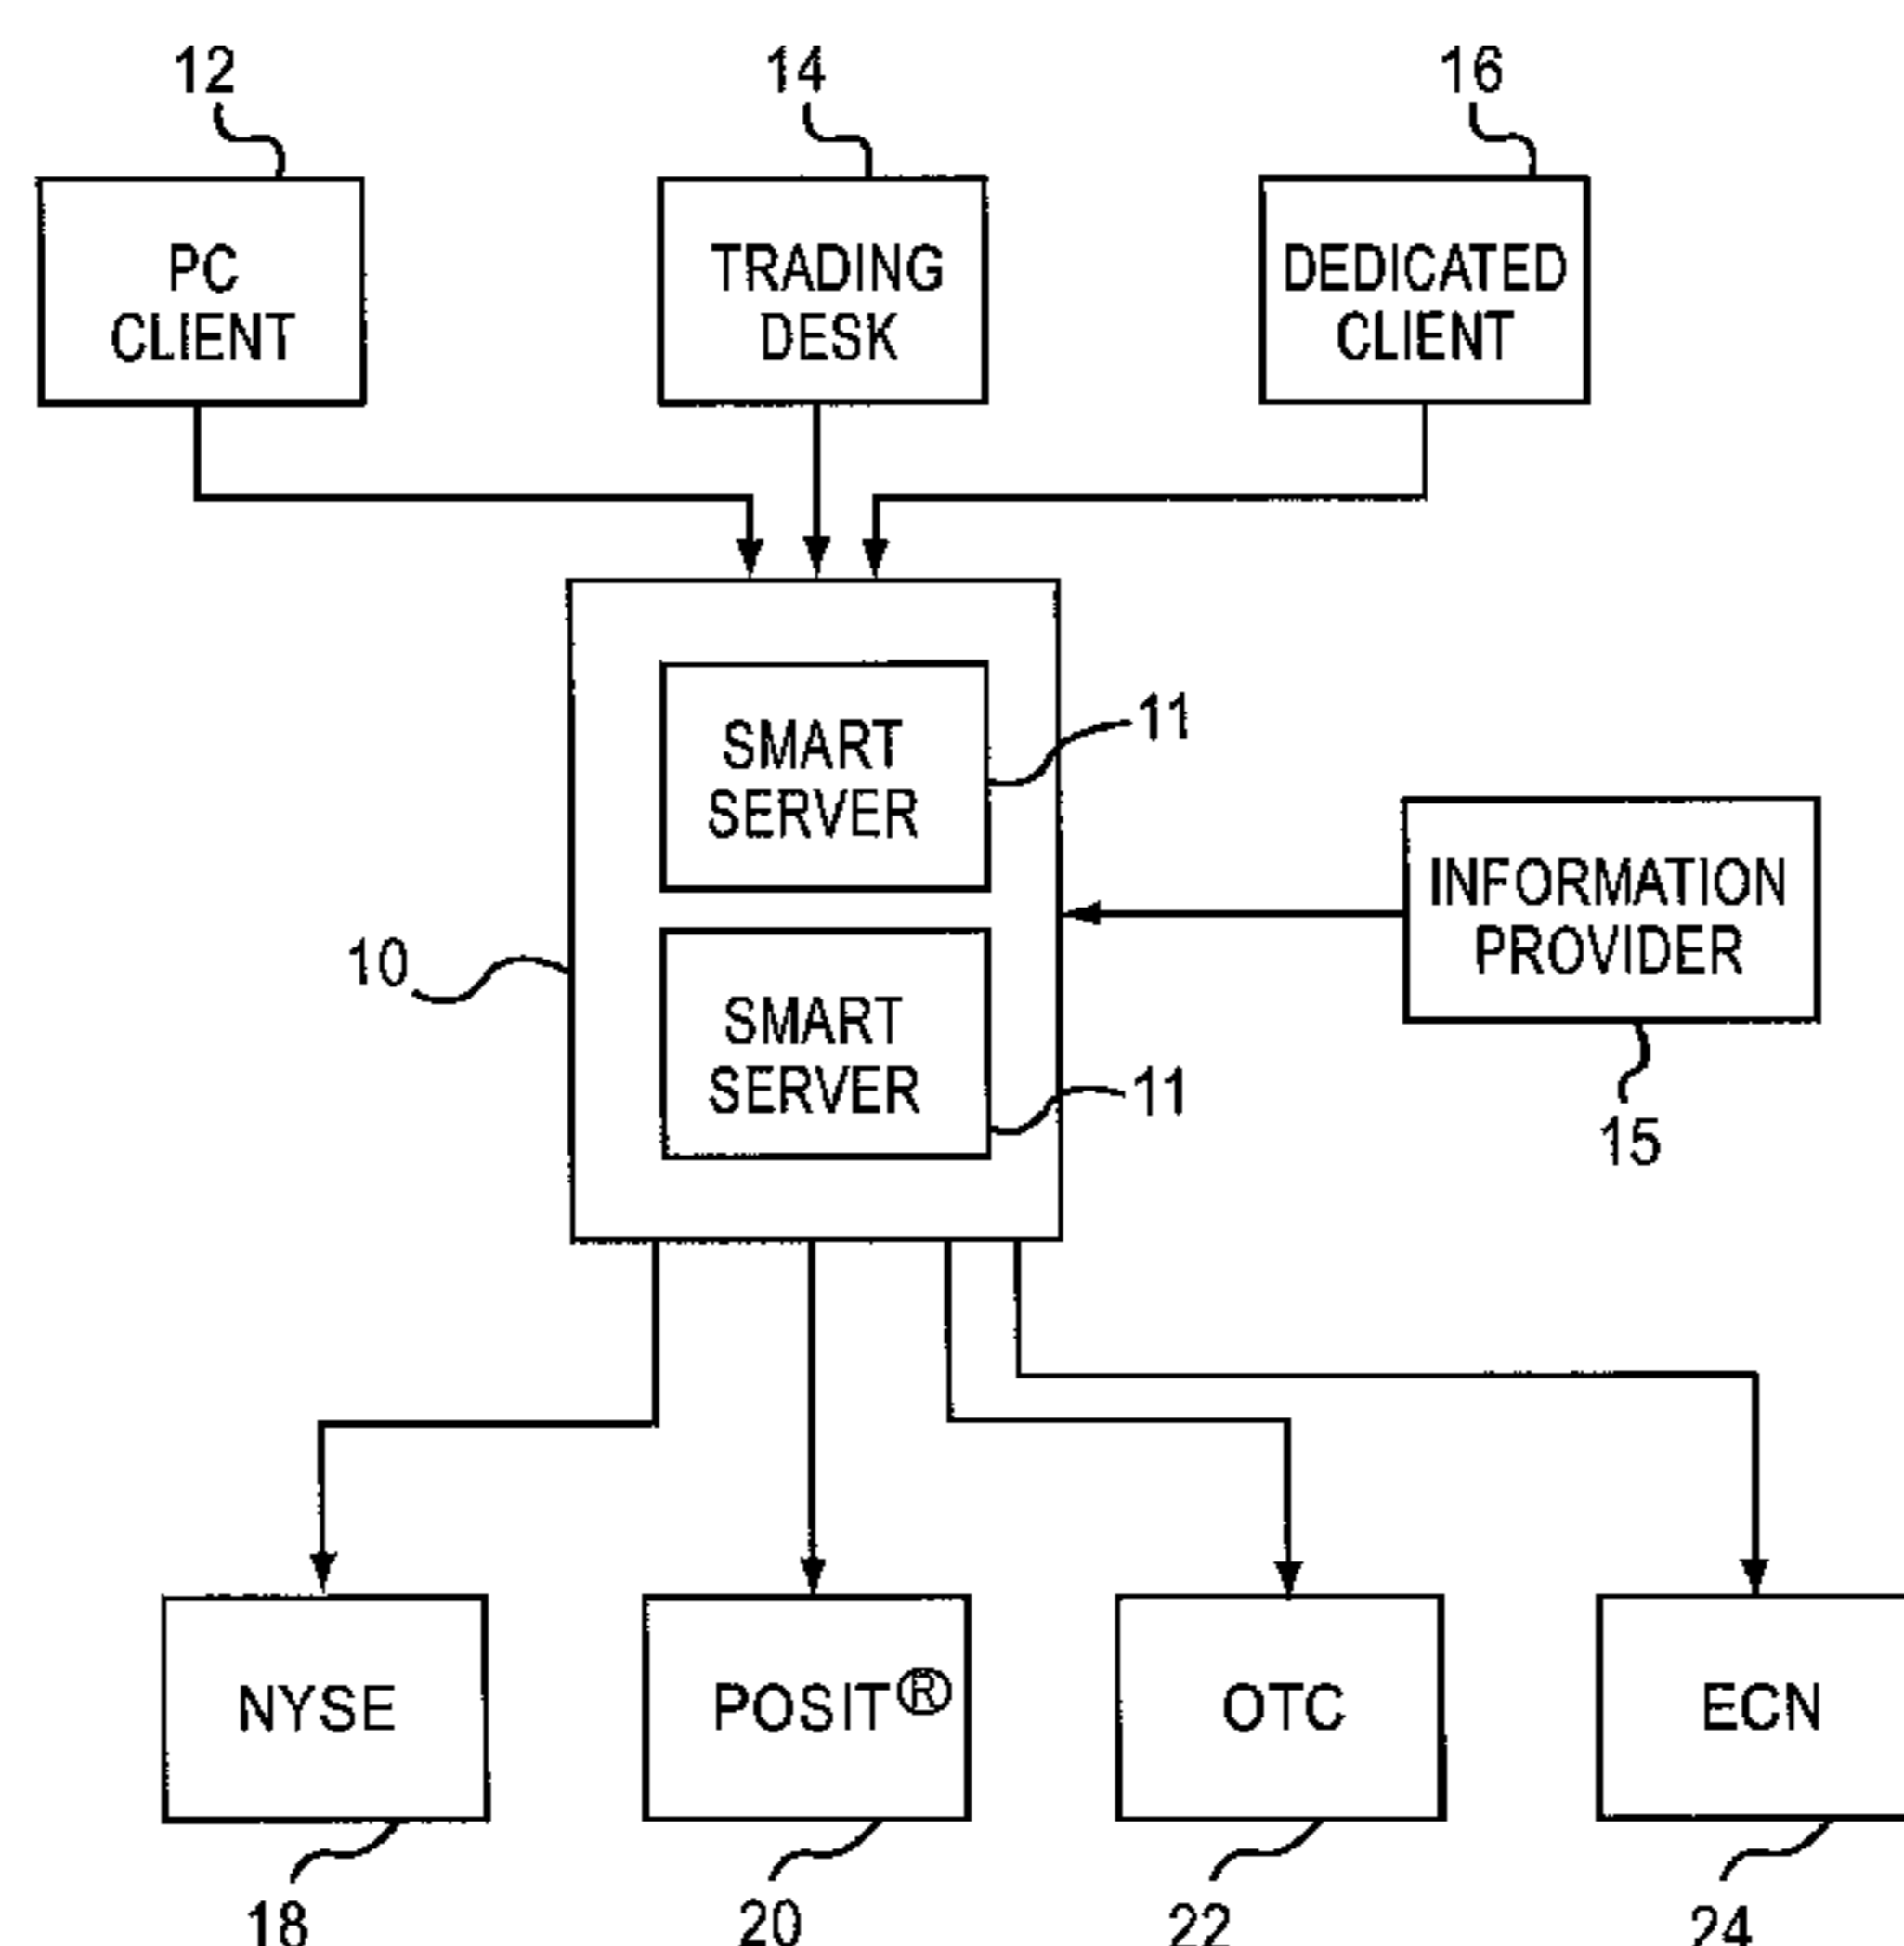 12
14
16
PC
CLIENT
TRADING
DESK
DEDICATED
CLIENT
SMART
SERVER
11
INFORMATION
PROVIDER
10
SMART
SERVER
11
15
NYSE
POSIT®
OTC
ECN
18
20
22
24